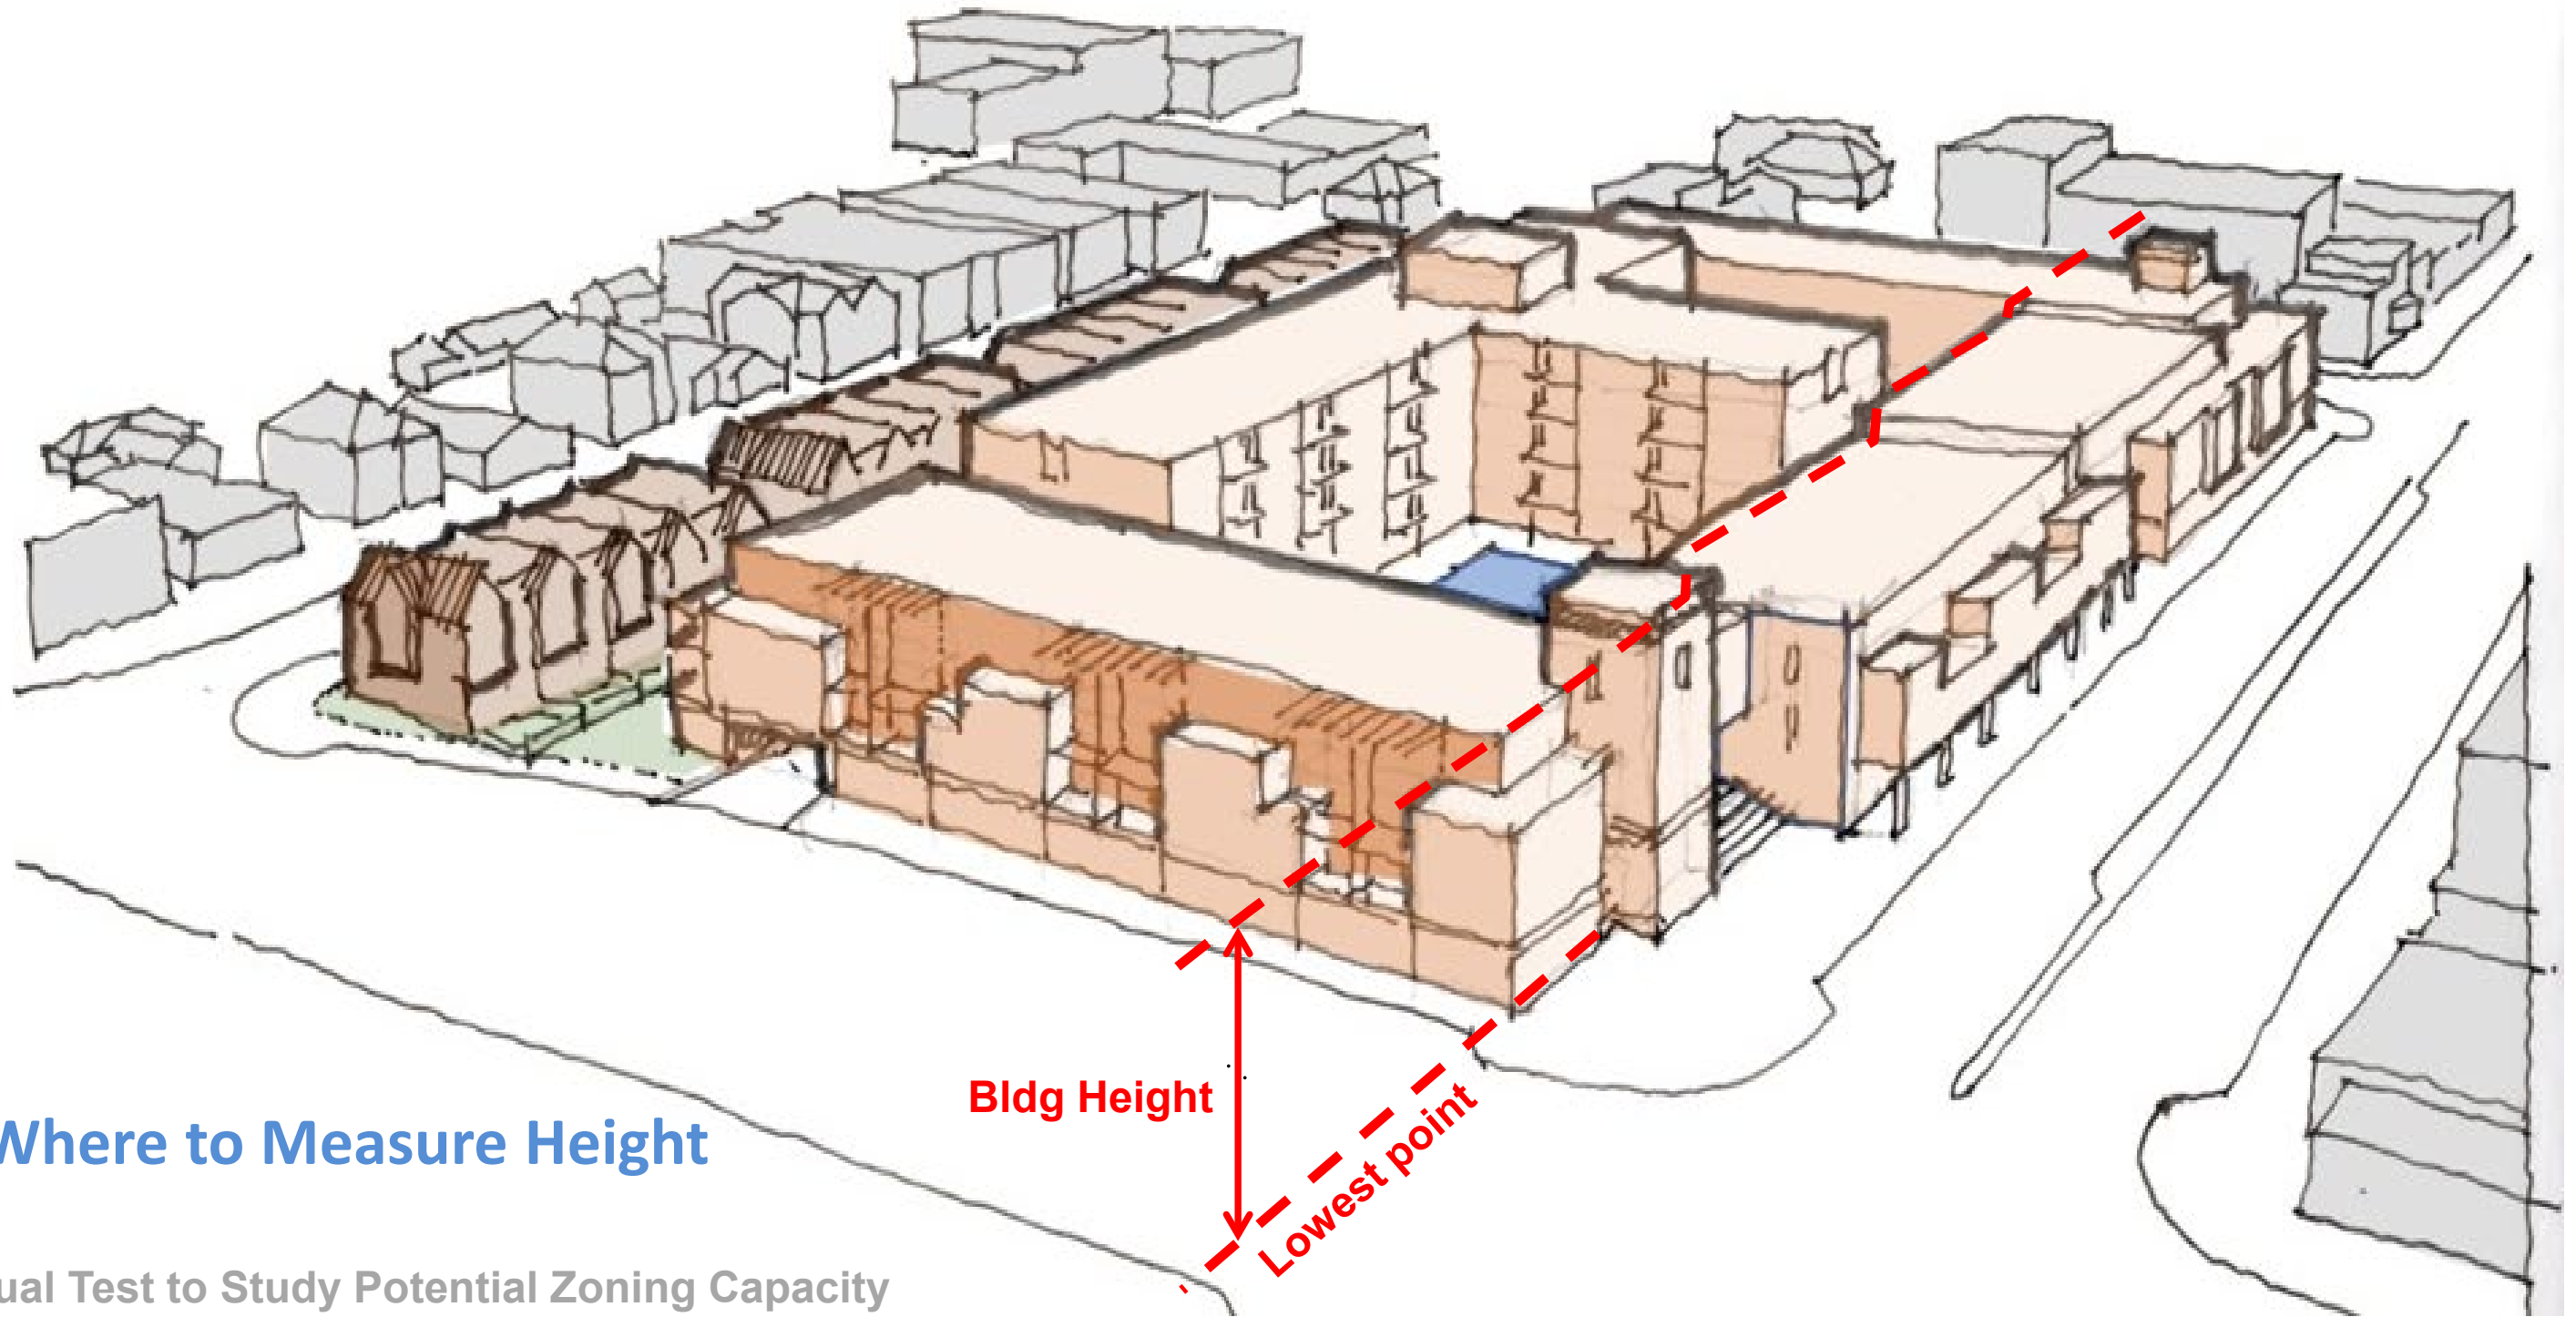 Bldg Height
Lowest point
Where to Measure Height
ual Test to Study Potential Zoning Capacity